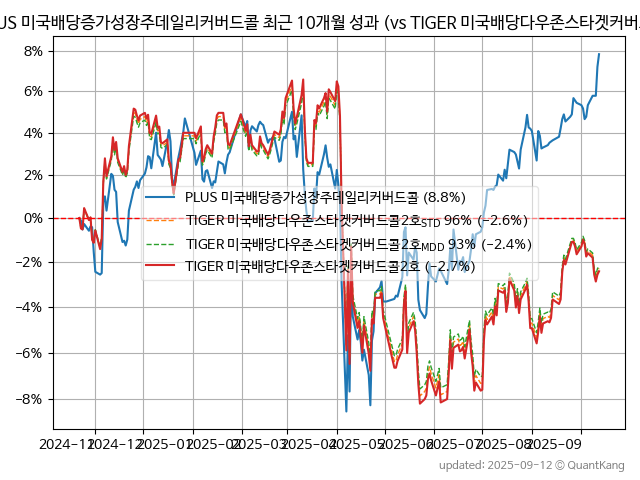 US 미국배당증가성장주데일리커버드콜 최근 10개월 성과 (vs TIGER 미국배당다우존스타겟커버
8%
6%
4%
2%
0%
−2%
−4%
−6%
−8%
PLUS 미국배당증가성장주데일리커버드콜 (8.8%)
TIGER 미국배당다우존스타겟커버드콜2호STD 96% (−2.6%)
TIGER 미국배당다우존스타겟커버드콜2호MDD 93% (−2.4%)
TIGER 미국배당다우존스타겟커버드콜2호 (−2.7%)
2024-11 2024-12 2025-01 2025-02 2025-03 2025-04 2025-05 2025-06 2025-07 2025-08 2025-09
updated: 2025-09-12 © QuantKang